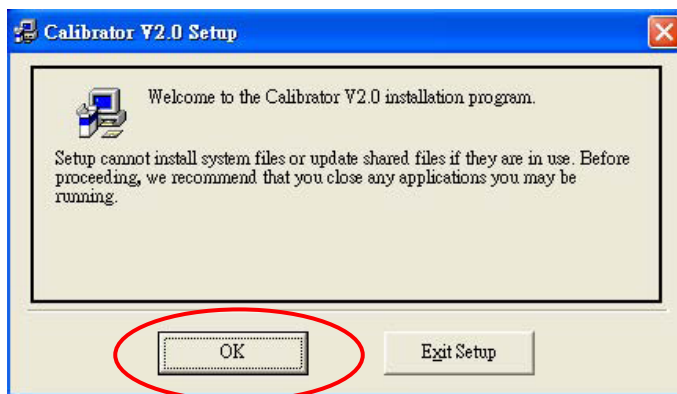 Calibrator V2.0 Setup
Welcome to the Calibrator V2.0 installation program.
Setup cannot install system files or update shared files if they are in use. Before
proceeding, we recommend that you close any applications you may be
running.
OK
Exit Setup